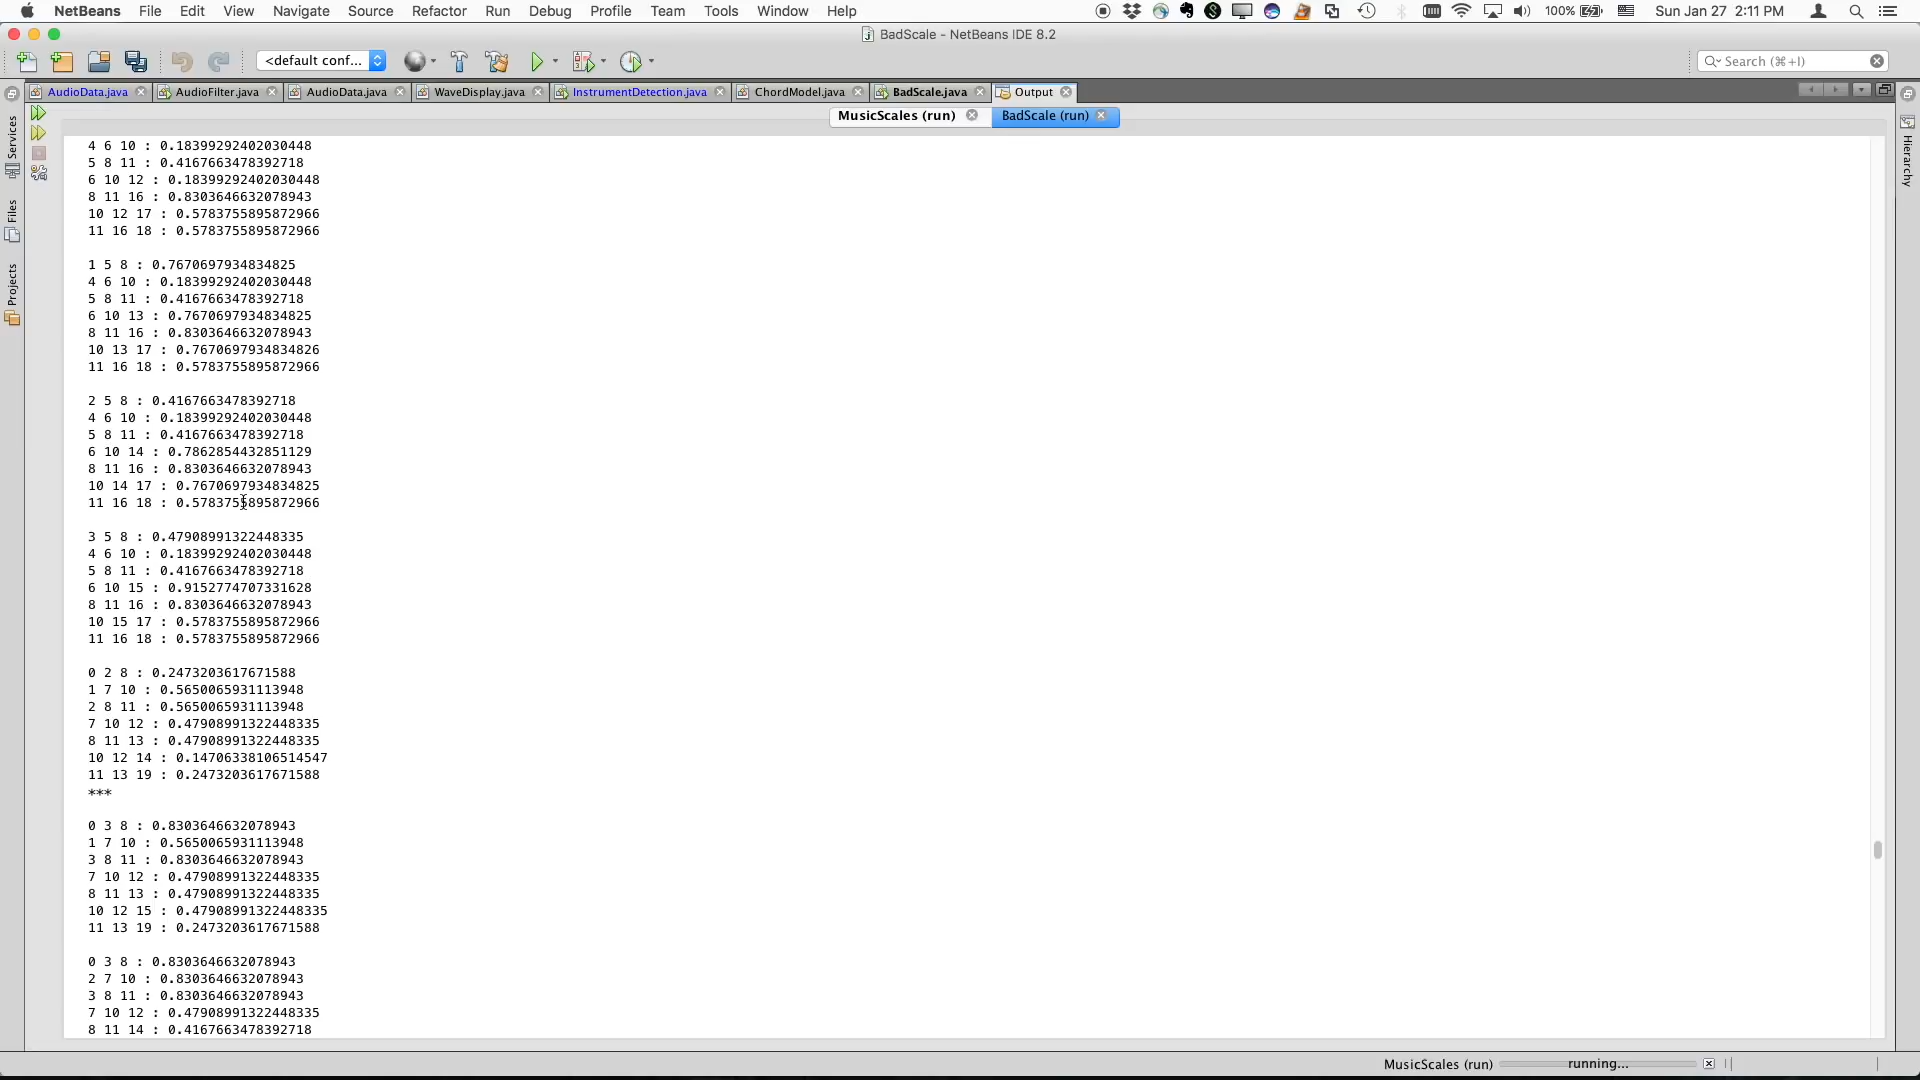 NetBeans File Edit View Navigate Source Refactor Run Debug Profile Team Tools Window Help 100% Sun Jan 27 2:11 PM
BadScale - NetBeans IDE 8.2
<default conf... Search (⌘+I)
AudioData.java AudioFilter.java AudioData.java WaveDisplay.java InstrumentDetection.java ChordModel.java BadScale.java Output
MusicScales (run) BadScale (run)
Services
Files
Projects
Hierarchy
4 6 10 : 0.18399292402030448
5 8 11 : 0.4167663478392718
6 10 12 : 0.18399292402030448
8 11 16 : 0.8303646632078943
10 12 17 : 0.5783755895872966
11 16 18 : 0.5783755895872966
1 5 8 : 0.7670697934834825
4 6 10 : 0.18399292402030448
5 8 11 : 0.4167663478392718
6 10 13 : 0.7670697934834825
8 11 16 : 0.8303646632078943
10 13 17 : 0.7670697934834826
11 16 18 : 0.5783755895872966
2 5 8 : 0.4167663478392718
4 6 10 : 0.18399292402030448
5 8 11 : 0.4167663478392718
6 10 14 : 0.7862854432851129
8 11 16 : 0.8303646632078943
10 14 17 : 0.7670697934834825
11 16 18 : 0.5783755895872966
3 5 8 : 0.47908991322448335
4 6 10 : 0.18399292402030448
5 8 11 : 0.4167663478392718
6 10 15 : 0.9152774707331628
8 11 16 : 0.8303646632078943
10 15 17 : 0.5783755895872966
11 16 18 : 0.5783755895872966
0 2 8 : 0.2473203617671588
1 7 10 : 0.5650065931113948
2 8 11 : 0.5650065931113948
7 10 12 : 0.47908991322448335
8 11 13 : 0.47908991322448335
10 12 14 : 0.14706338106514547
11 13 19 : 0.2473203617671588
***
0 3 8 : 0.8303646632078943
1 7 10 : 0.5650065931113948
3 8 11 : 0.8303646632078943
7 10 12 : 0.47908991322448335
8 11 13 : 0.47908991322448335
10 12 15 : 0.47908991322448335
11 13 19 : 0.2473203617671588
0 3 8 : 0.8303646632078943
2 7 10 : 0.8303646632078943
3 8 11 : 0.8303646632078943
7 10 12 : 0.47908991322448335
8 11 14 : 0.4167663478392718
MusicScales (run) running...